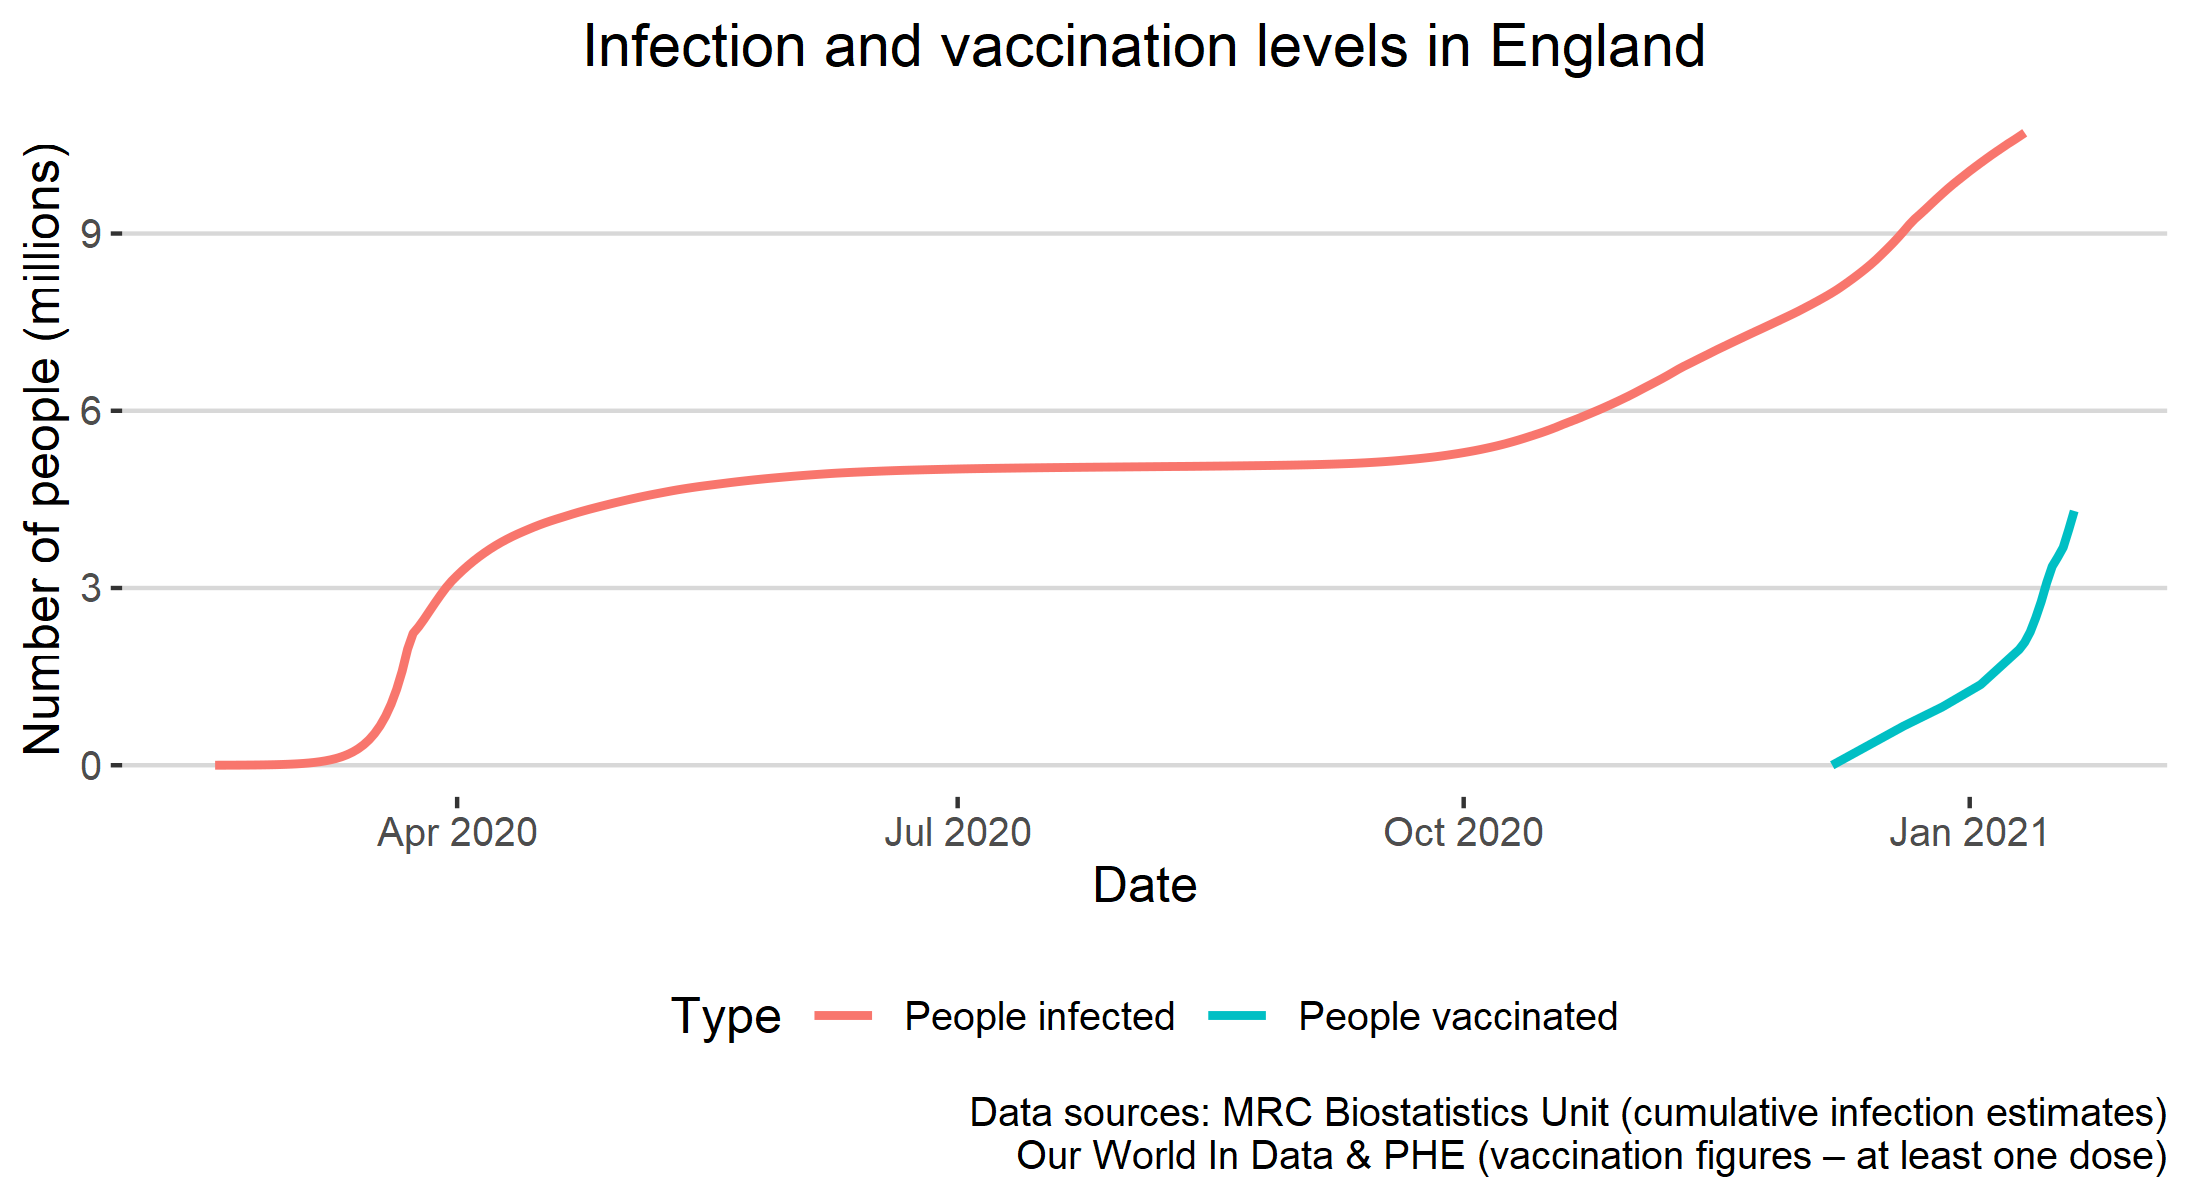 Infection and vaccination levels in England
Number of people (millions)
9
6
3
0
Apr 2020
Jul 2020
Oct 2020
Jan 2021
Date
Type
People infected
People vaccinated
Data sources: MRC Biostatistics Unit (cumulative infection estimates)
Our World In Data & PHE (vaccination figures – at least one dose)